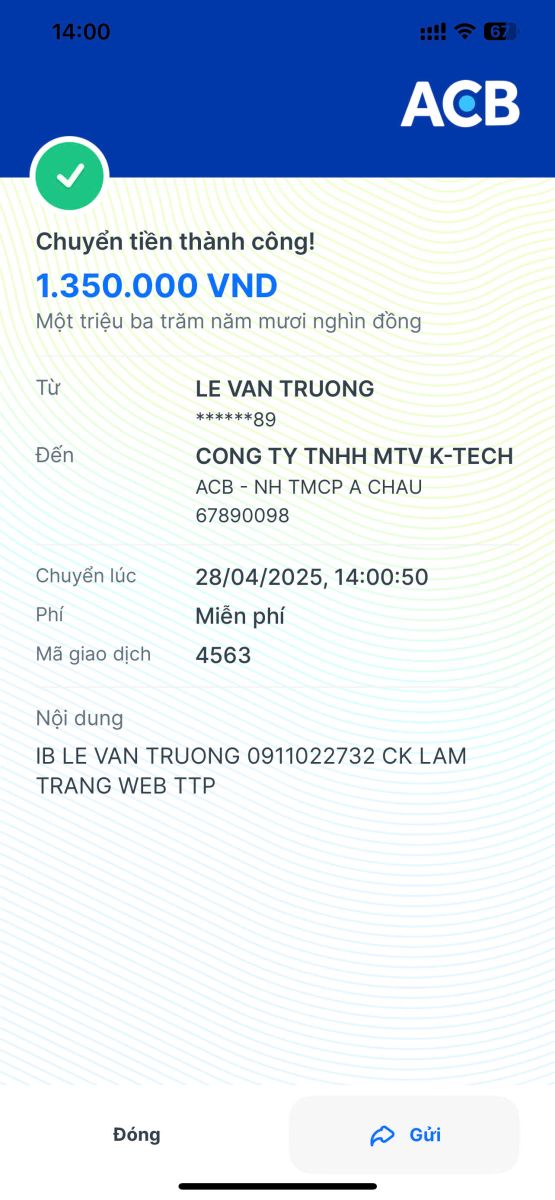 14:00
67
ACB
Chuyển tiền thành công!
1.350.000 VND
Một triệu ba trăm năm mươi nghìn đồng
Từ
LE VAN TRUONG
******89
Đến
CONG TY TNHH MTV K-TECH
ACB - NH TMCP A CHAU
67890098
Chuyển lúc
28/04/2025, 14:00:50
Phí
Miễn phí
Mã giao dịch
4563
Nội dung
IB LE VAN TRUONG 0911022732 CK LAM
TRANG WEB TTP
Đóng
Gửi